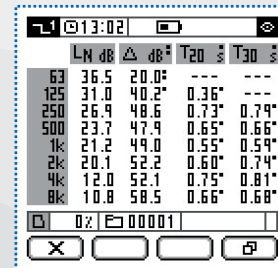 1 13:02
LN dB Δ dB T20 s T30 s
63 36.5 20.0 --- ---
125 31.0 40.2 0.36 ---
250 26.9 48.6 0.73 0.79
500 23.7 47.9 0.65 0.66
1k 21.2 49.0 0.55 0.59
2k 20.1 52.2 0.60 0.74
4k 12.0 52.1 0.75 0.81
8k 10.8 58.5 0.66 0.68
0% 00001
X